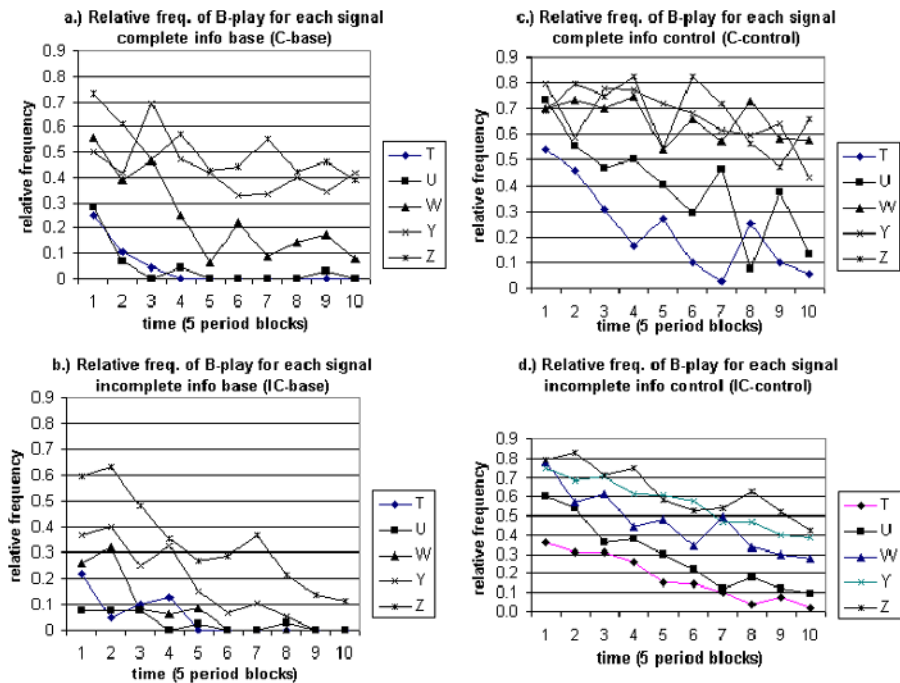 a.) Relative freq. of B-play for each signal
complete info base (C-base)
0.9
0.8
0.7
0.6
0.5
0.4
0.3
0.2
0.1
0
relative frequency
1 2 3 4 5 6 7 8 9 10
time (5 period blocks)
T
U
W
Y
Z
c.) Relative freq. of B-play for each signal
complete info control (C-control)
0.9
0.8
0.7
0.6
0.5
0.4
0.3
0.2
0.1
0
relative frequency
1 2 3 4 5 6 7 8 9 10
time (5 period blocks)
T
U
W
Y
Z
b.) Relative freq. of B-play for each signal
incomplete info base (IC-base)
0.9
0.8
0.7
0.6
0.5
0.4
0.3
0.2
0.1
0
relative frequency
1 2 3 4 5 6 7 8 9 10
time (5 period blocks)
T
U
W
Y
Z
d.) Relative freq. of B-play for each signal
incomplete info control (IC-control)
0.9
0.8
0.7
0.6
0.5
0.4
0.3
0.2
0.1
0.0
relative frequency
1 2 3 4 5 6 7 8 9 10
time (5 period blocks)
T
U
W
Y
Z